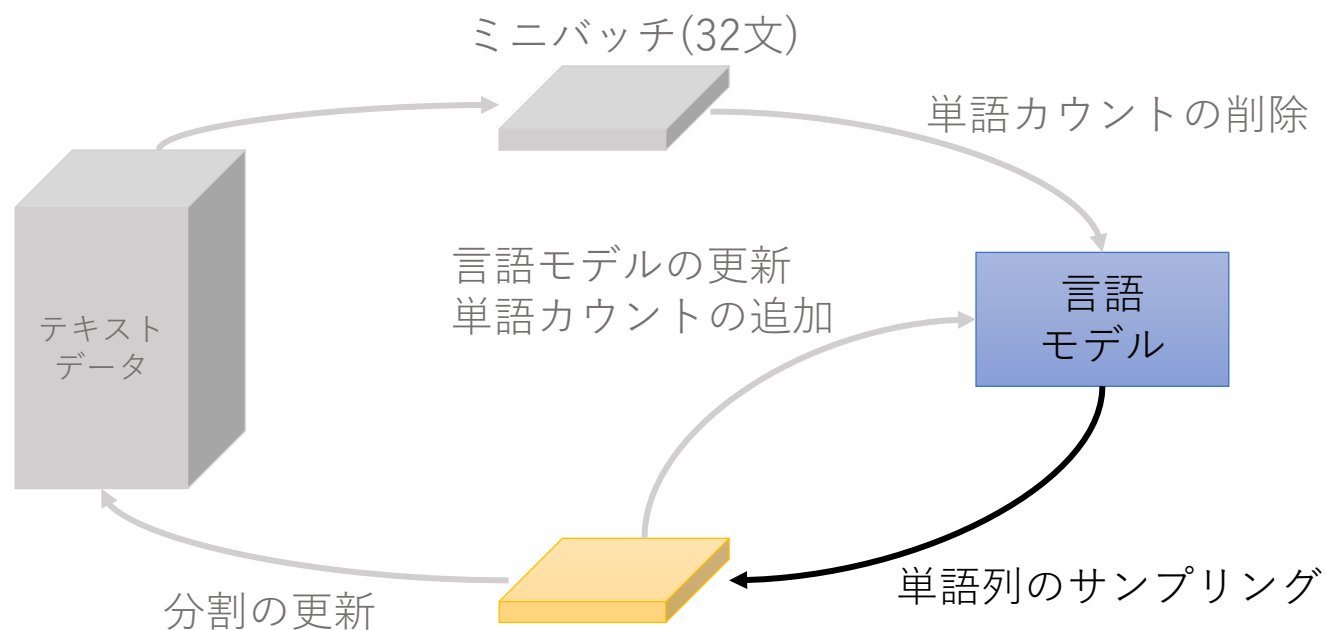 ミニバッチ(32文)
単語カウントの削除
言語モデルの更新
単語カウントの追加
言語
モデル
テキスト
データ
単語列のサンプリング
分割の更新